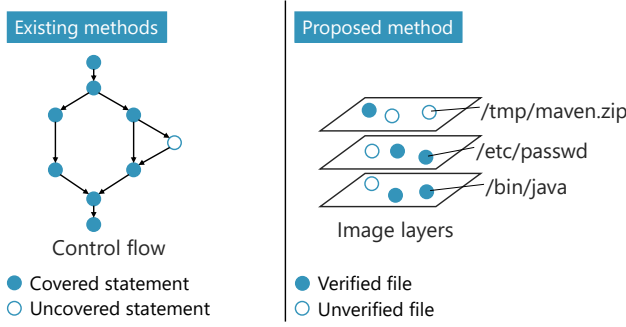 Existing methods
Control flow
Covered statement
Uncovered statement
Proposed method
/tmp/maven.zip
/etc/passwd
/bin/java
Image layers
Verified file
Unverified file